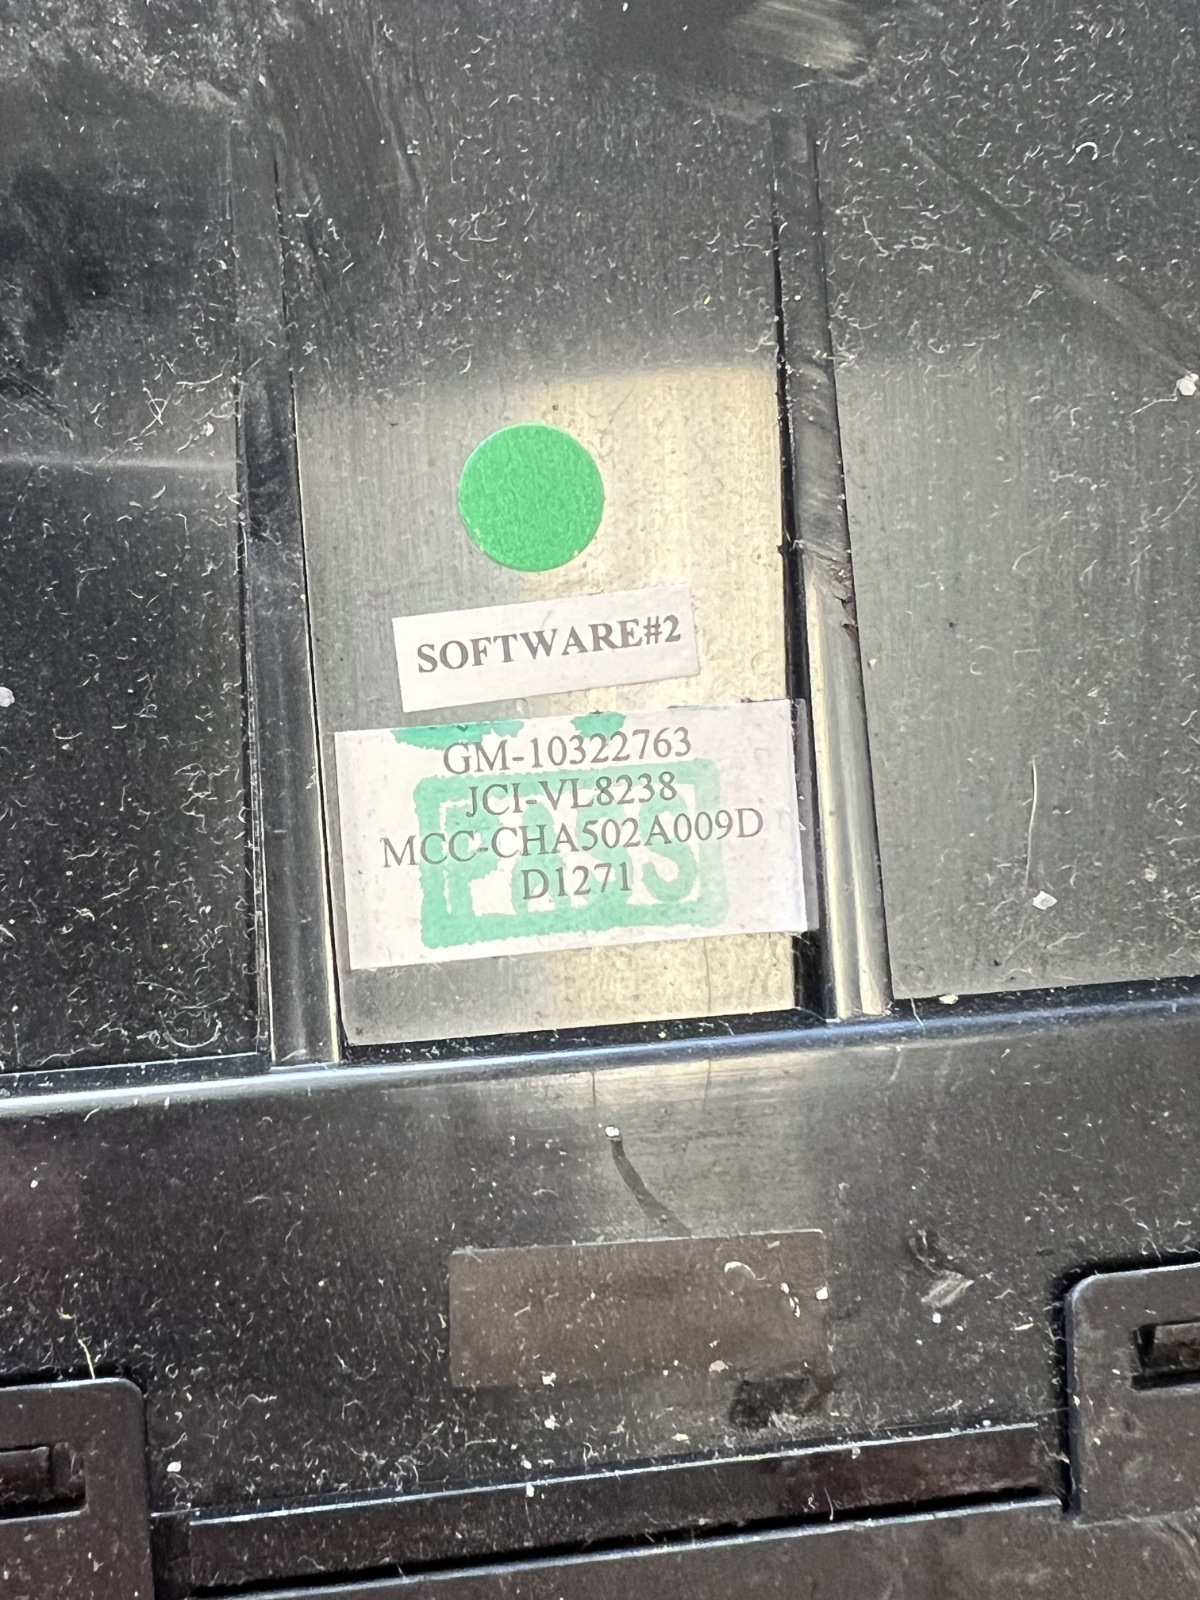 SOFTWARE#2
GM-10322763
JCI-VL8238
MCC-CHA502A009D
D1271
PASS